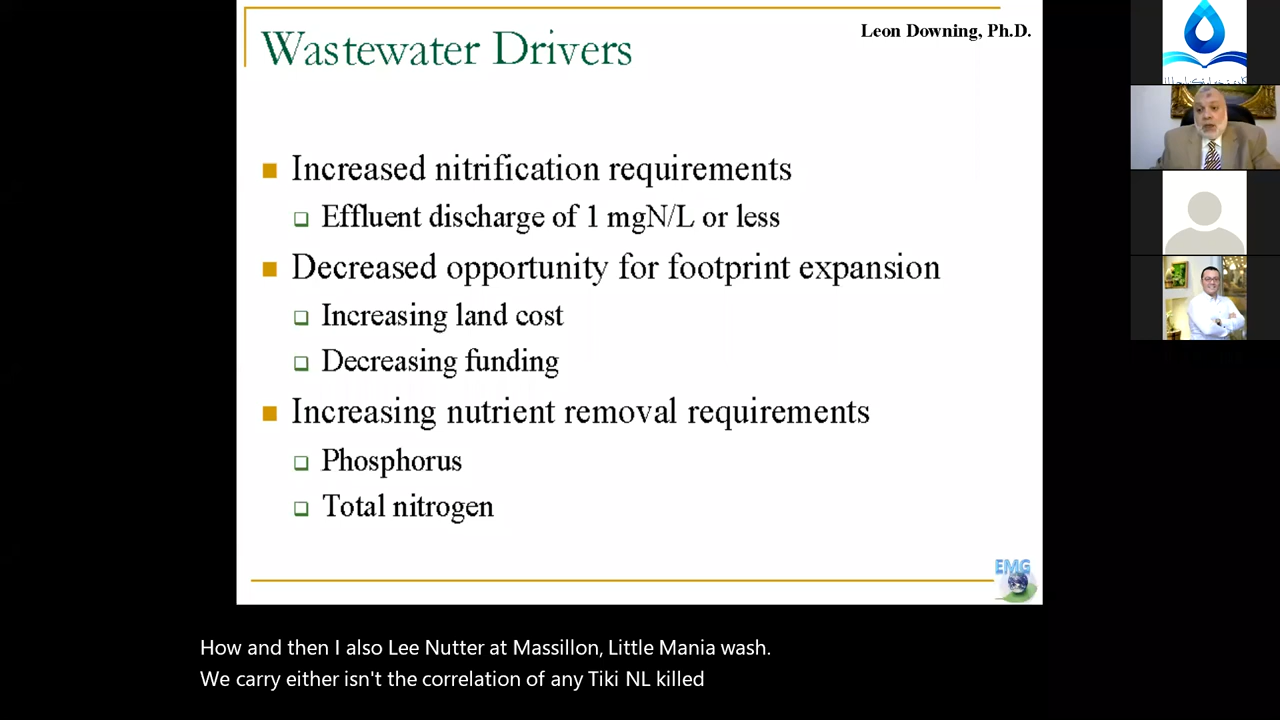 Wastewater Drivers
Leon Downing, Ph.D.
Increased nitrification requirements
Effluent discharge of 1 mgN/L or less
Decreased opportunity for footprint expansion
Increasing land cost
Decreasing funding
Increasing nutrient removal requirements
Phosphorus
Total nitrogen
EMG
How and then I also Lee Nutter at Massillon, Little Mania wash.
We carry either isn't the correlation of any Tiki NL killed